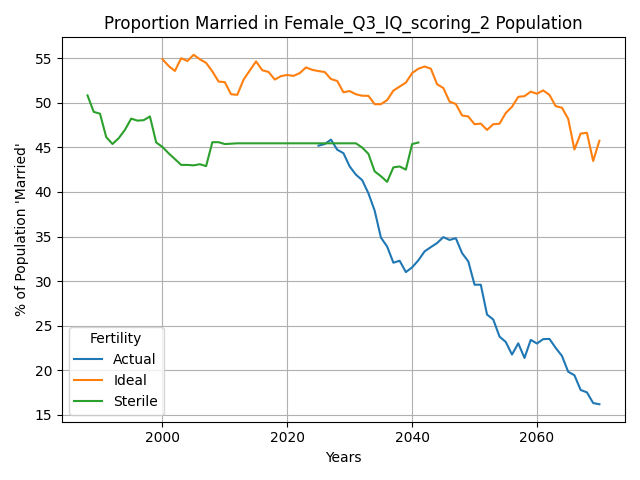 Proportion Married in Female_Q3_IQ_scoring_2 Population
% of Population 'Married'
55
50
45
40
35
30
25
20
15
Fertility
Actual
Ideal
Sterile
2000 2020 2040 2060
Years